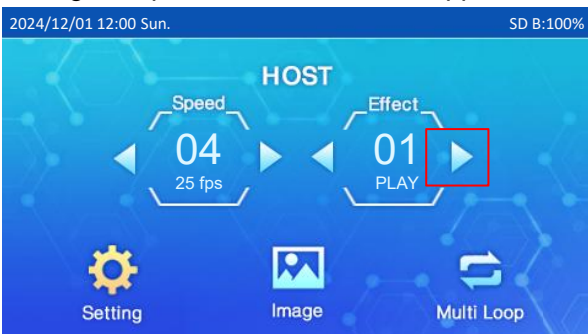 2024/12/01 12:00 Sun. SD B:100%
HOST
Speed Effect
04 01
25 fps PLAY
Setting Image Multi Loop